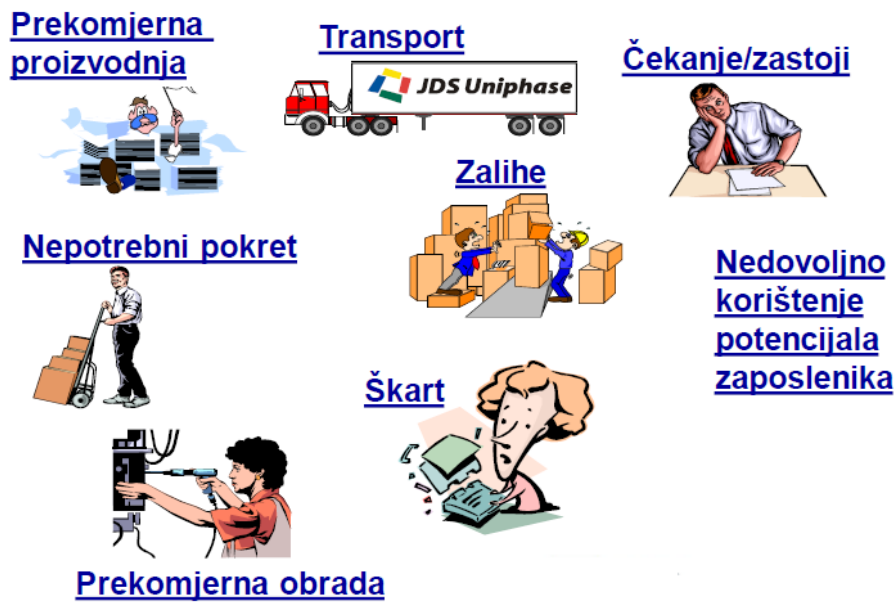 Prekomjerna
proizvodnja
Transport
JDS Uniphase
Čekanje/zastoji
Zalihe
Nepotrebni pokret
Nedovoljno
korištenje
potencijala
zaposlenika
Škart
Prekomjerna obrada